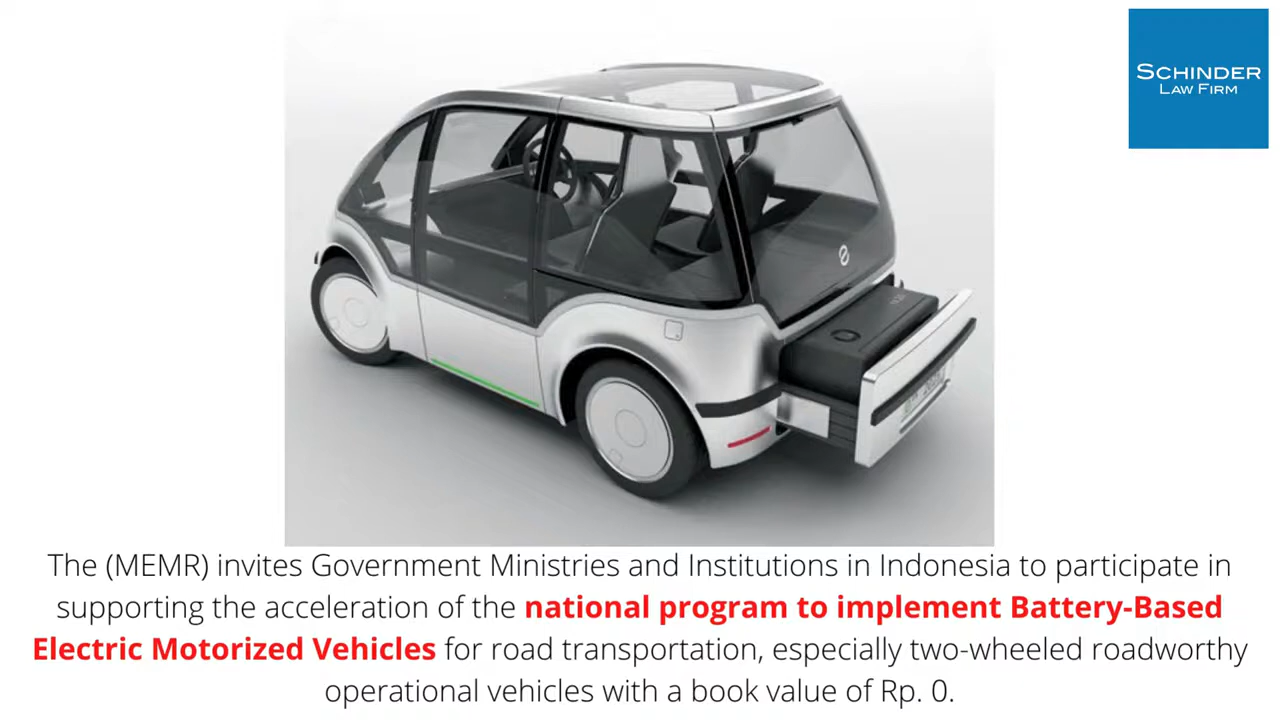 SCHINDER
LAW FIRM
The (MEMR) invites Government Ministries and Institutions in Indonesia to participate in
supporting the acceleration of the national program to implement Battery-Based
Electric Motorized Vehicles for road transportation, especially two-wheeled roadworthy
operational vehicles with a book value of Rp. 0.